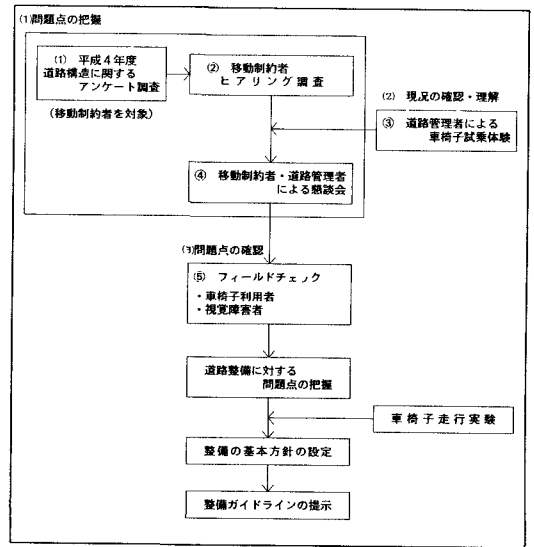 (1)問題点の把握
(1) 平成4年度
道路構造に関する
アンケート調査
(移動制約者を対象)
② 移動制約者
ヒアリング調査
(2) 現況の確認・理解
③ 道路管理者による
車椅子試乗体験
④ 移動制約者・道路管理者
による懇談会
(3)問題点の確認
⑤ フィールドチェック
・車椅子利用者
・視覚障害者
道路整備に対する
問題点の把握
車椅子走行実験
整備の基本方針の設定
整備ガイドラインの提示